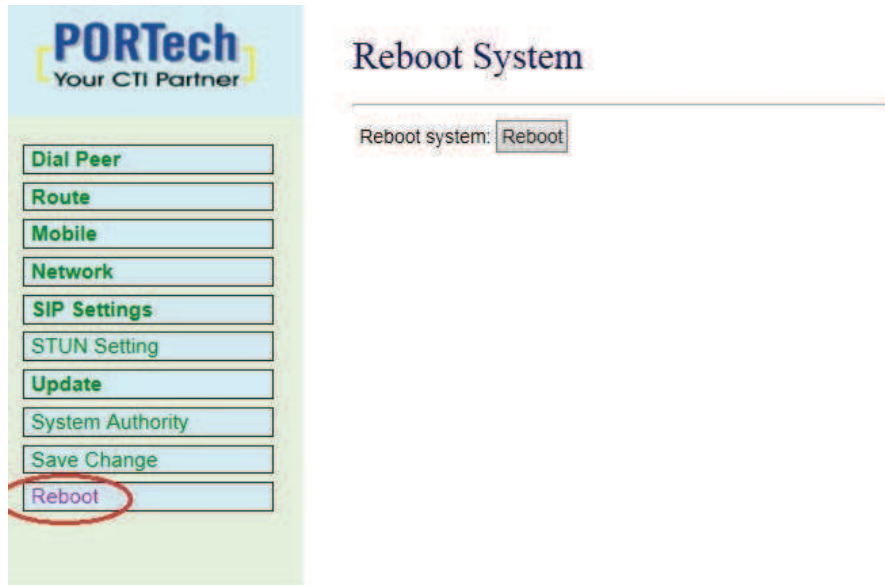 PORTech
Your CTI Partner
Reboot System
Reboot system: Reboot
Dial Peer
Route
Mobile
Network
SIP Settings
STUN Setting
Update
System Authority
Save Change
Reboot